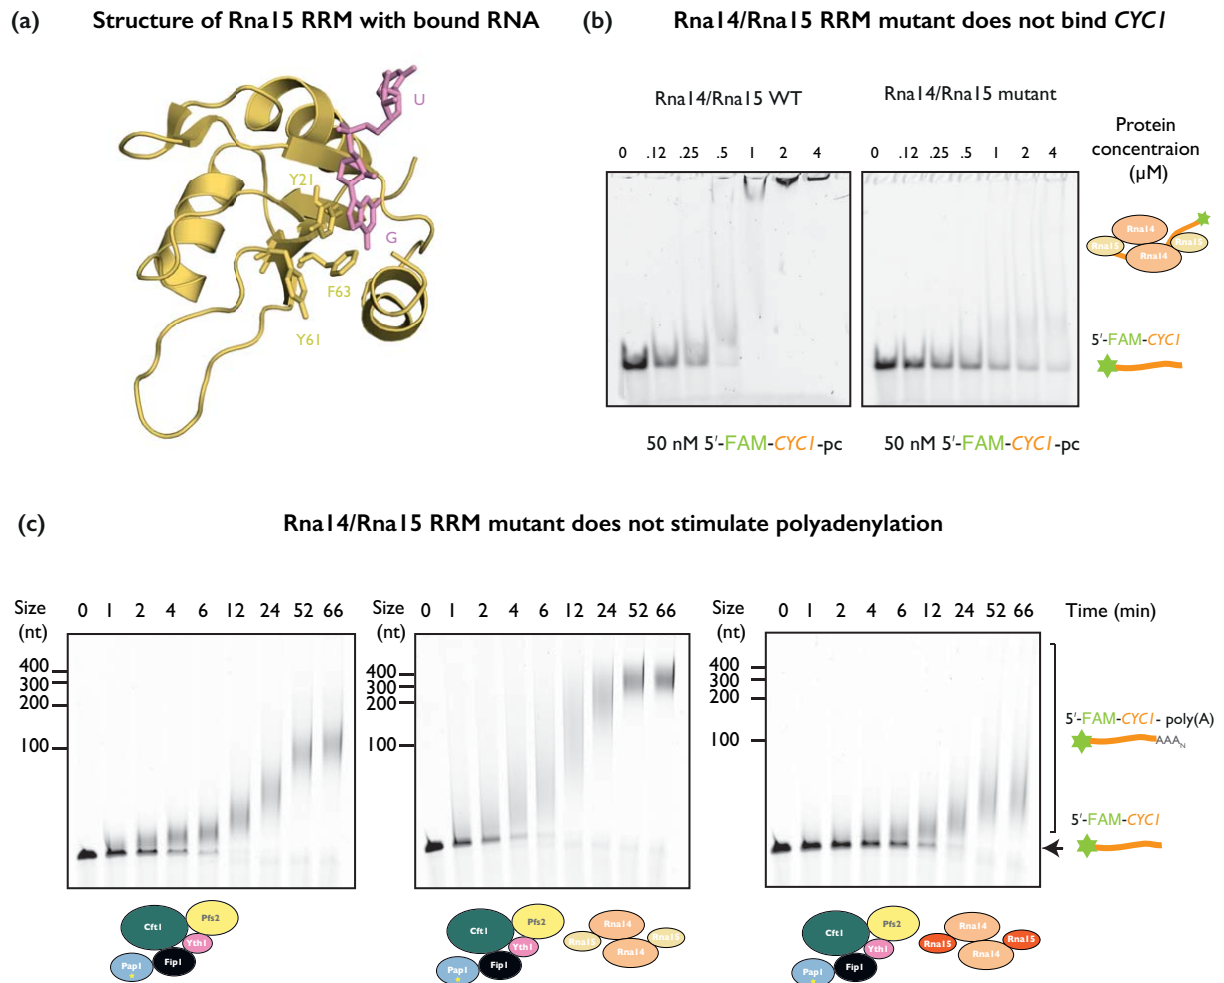 (a) Structure of Rna15 RRM with bound RNA
U
Y21
G
F63
Y61
(b) Rna14/Rna15 RRM mutant does not bind CYC1
Rna14/Rna15 WT
Rna14/Rna15 mutant
0 .12 .25 .5 1 2 4
0 .12 .25 .5 1 2 4
Protein
concentraion
(µM)
Rna14
Rna15 Rna15
Rna14
5'-FAM-CYC1
50 nM 5'-FAM-CYC1-pc
50 nM 5'-FAM-CYC1-pc
(c) Rna14/Rna15 RRM mutant does not stimulate polyadenylation
Size
(nt)
0 1 2 4 6 12 24 52 66
400
300
200
100
Size
(nt)
0 1 2 4 6 12 24 52 66
400
300
200
100
Size
(nt)
0 1 2 4 6 12 24 52 66
400
300
200
100
Time (min)
5'-FAM-CYC1- poly(A)
AAAN
5'-FAM-CYC1
Cft1
Pfs2
Yth1
Pap1
Fip1
Cft1
Pfs2
Yth1
Pap1
Fip1
Rna14
Rna15 Rna15
Rna14
Cft1
Pfs2
Yth1
Pap1
Fip1
Rna14
Rna15 Rna15
Rna14